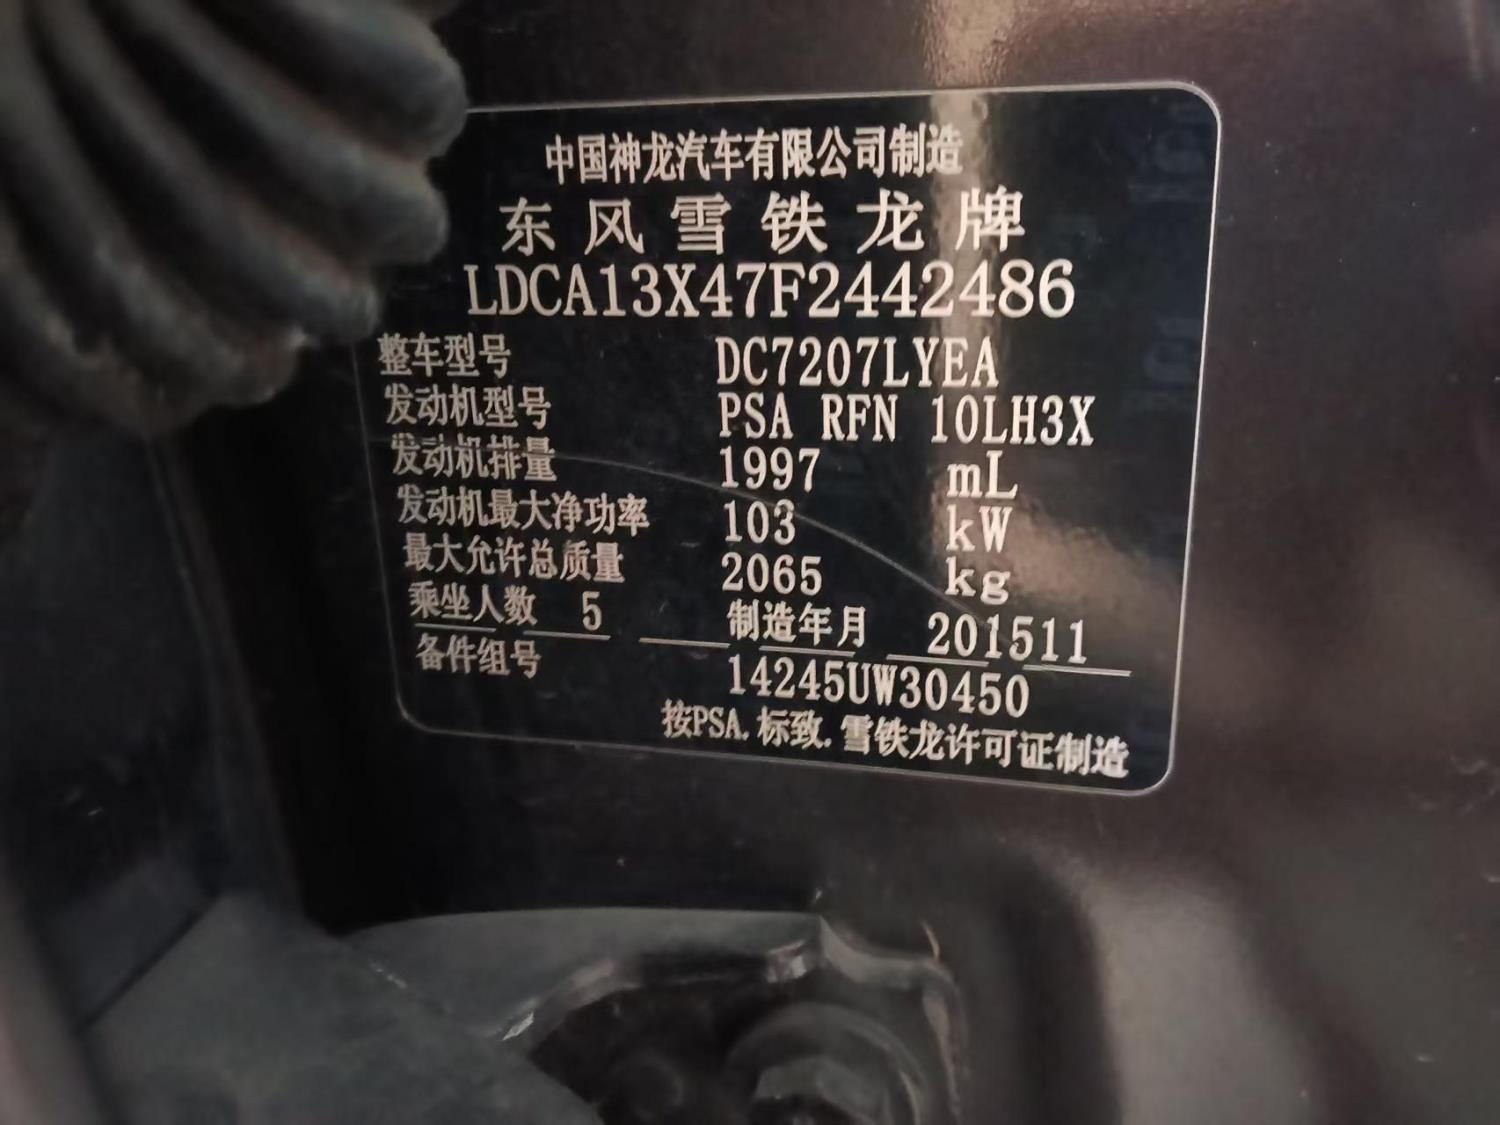 中国神龙汽车有限公司制造
东风雪铁龙牌
LDCA13X47F2442486
整车型号 DC7207LYEA
发动机型号 PSA RFN 10LH3X
发动机排量 1997 mL
发动机最大净功率 103 kW
最大允许总质量 2065 kg
乘坐人数 5 制造年月 201511
备件组号 14245UW30450
按PSA.标致.雪铁龙许可证制造